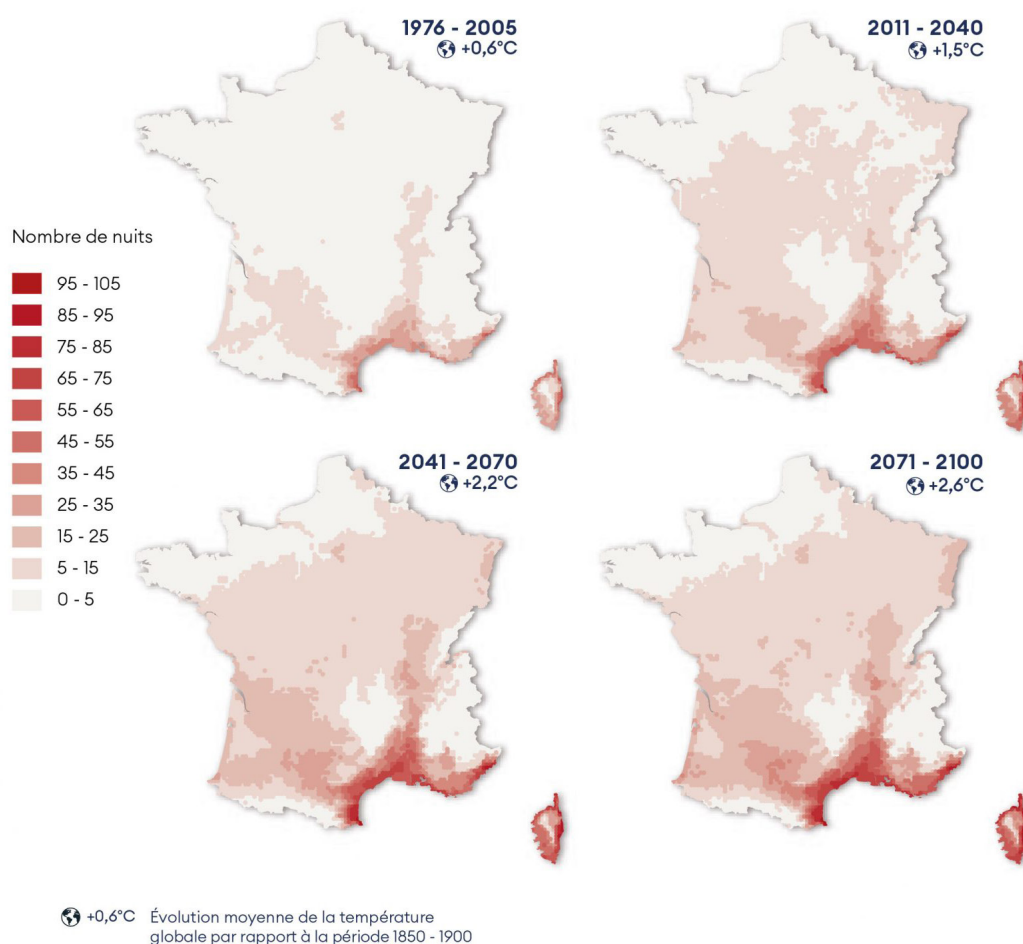 1976 - 2005
+0,6°C
2011 - 2040
+1,5°C
Nombre de nuits
95 - 105
85 - 95
75 - 85
65 - 75
55 - 65
45 - 55
35 - 45
25 - 35
15 - 25
5 - 15
0 - 5
2041 - 2070
+2,2°C
2071 - 2100
+2,6°C
+0,6°C Évolution moyenne de la température
globale par rapport à la période 1850 - 1900